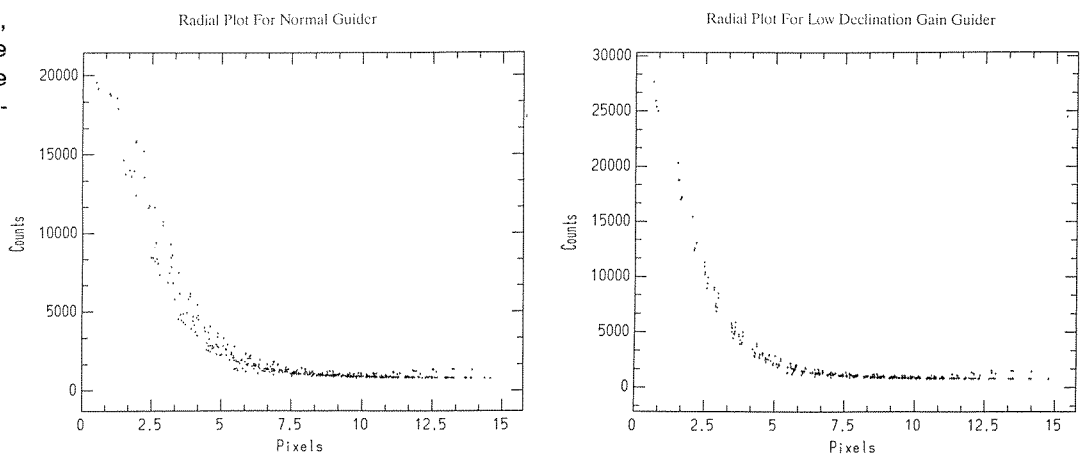 ,
e
e
-
Radial Plot For Normal Guider
20000
15000
10000
5000
0
Counts
0 2.5 5 7.5 10 12.5 15
Pixels
Radial Plot For Low Declination Gain Guider
30000
25000
20000
15000
10000
5000
0
Counts
0 2.5 5 7.5 10 12.5 15
Pixels